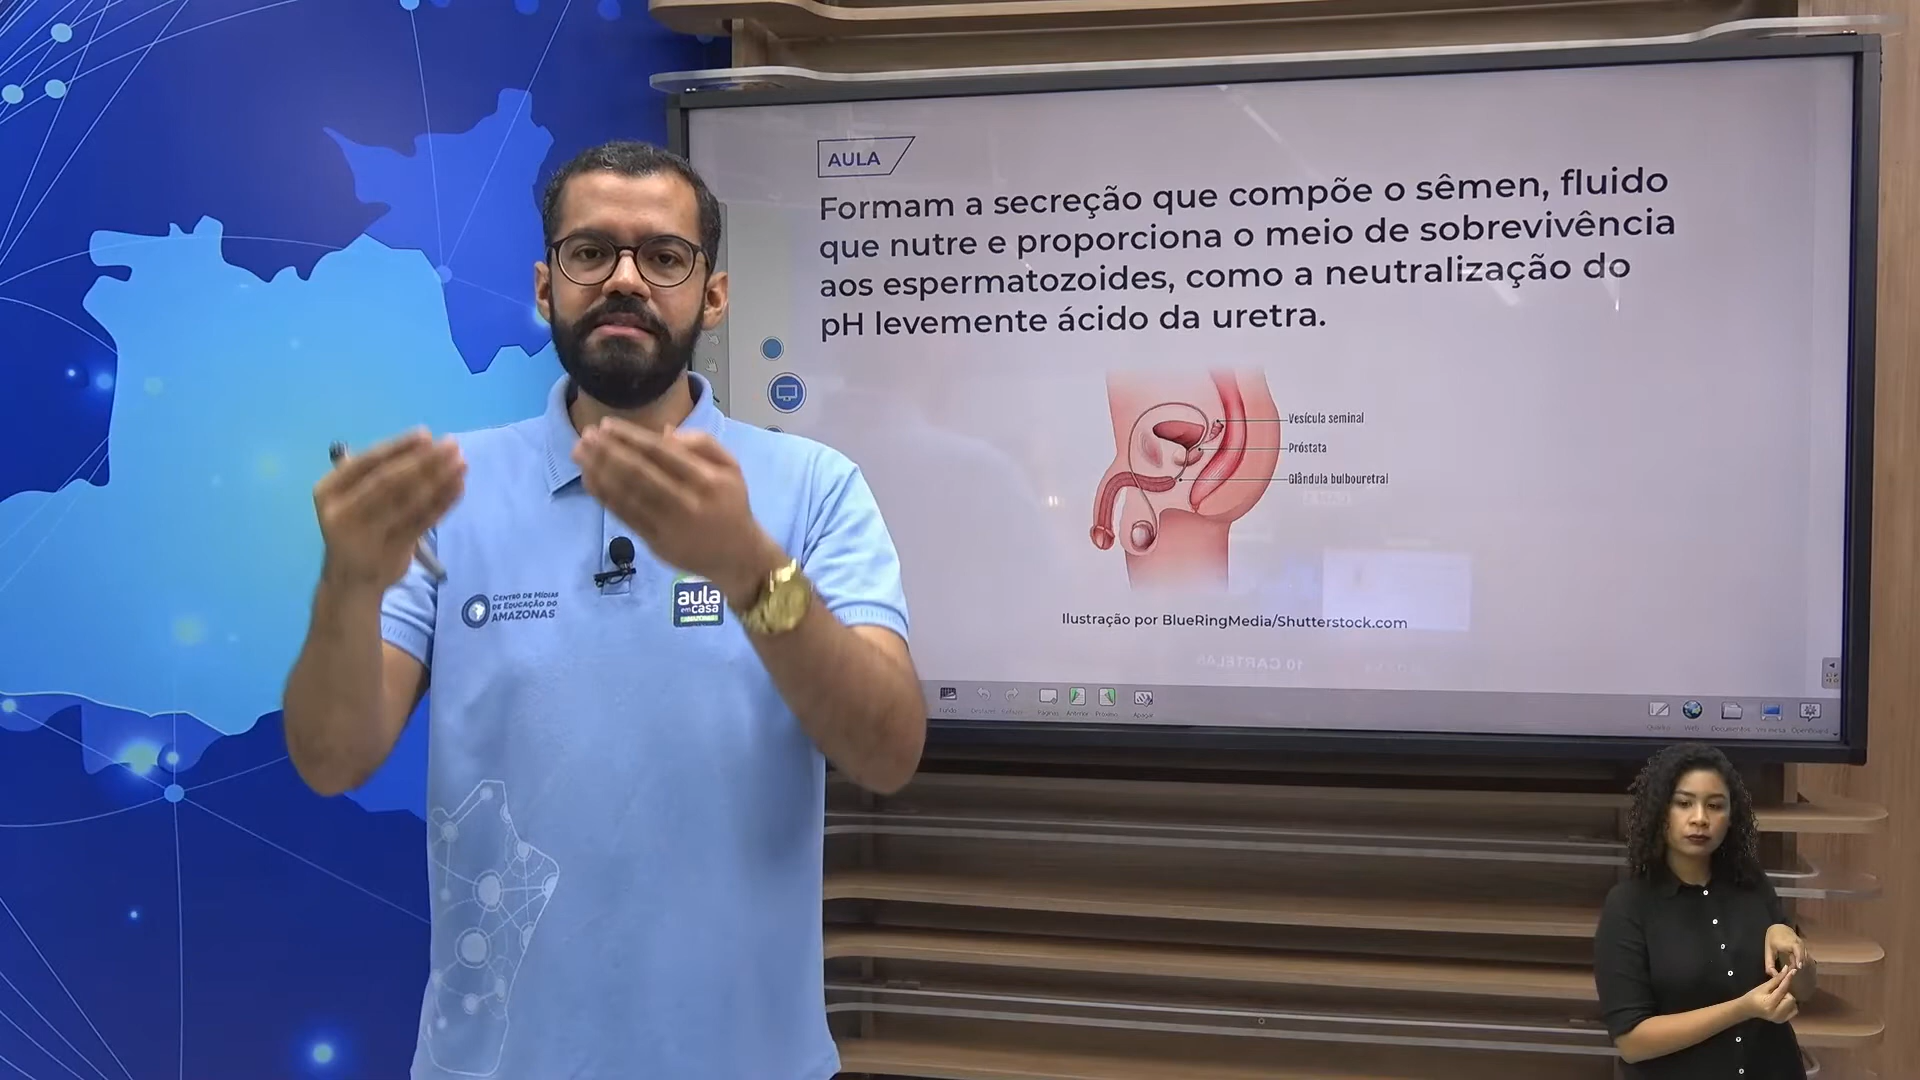 AULA
Formam a secreção que compõe o sêmen, fluido
que nutre e proporciona o meio de sobrevivência
aos espermatozoides, como a neutralização do
pH levemente ácido da uretra.
Vesícula seminal
Próstata
Glândula bulbouretral
Ilustração por BlueRingMedia/Shutterstock.com
CENTRO DE MÍDIAS
DE EDUCAÇÃO DO
AMAZONAS
aula
em casa